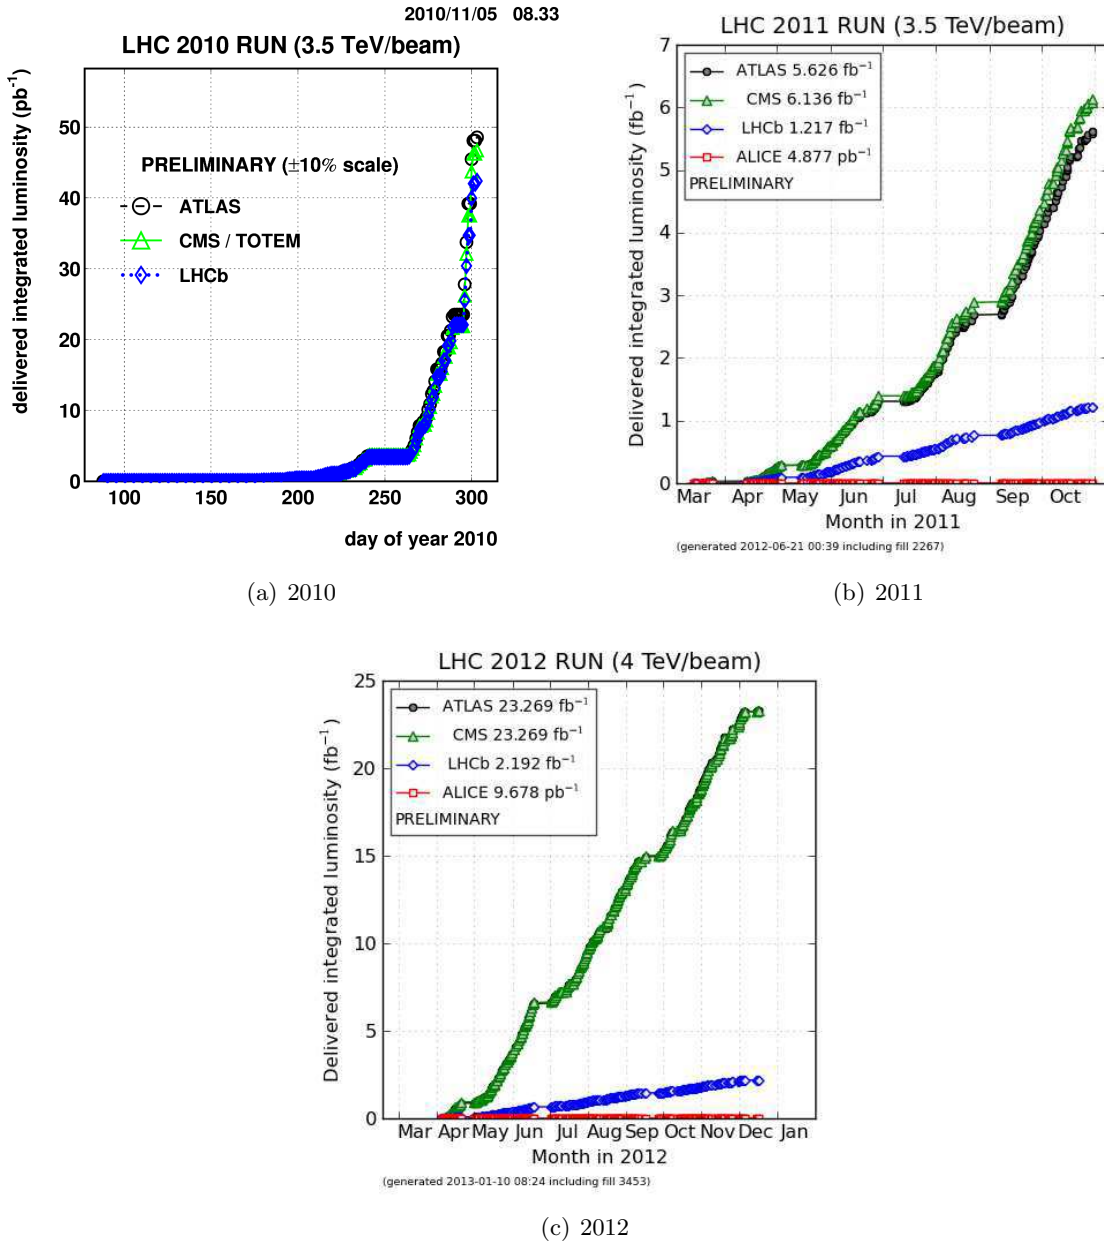 2010/11/05 08.33
LHC 2010 RUN (3.5 TeV/beam)
delivered integrated luminosity (pb⁻¹)
50
40
30
20
10
0
PRELIMINARY (±10% scale)
ATLAS
CMS / TOTEM
LHCb
100 150 200 250 300
day of year 2010
(a) 2010
LHC 2011 RUN (3.5 TeV/beam)
Delivered integrated luminosity (fb⁻¹)
7
6
5
4
3
2
1
0
ATLAS 5.626 fb⁻¹
CMS 6.136 fb⁻¹
LHCb 1.217 fb⁻¹
ALICE 4.877 pb⁻¹
PRELIMINARY
Mar Apr May Jun Jul Aug Sep Oct
Month in 2011
(generated 2012-06-21 00:39 including fill 2267)
(b) 2011
LHC 2012 RUN (4 TeV/beam)
Delivered integrated luminosity (fb⁻¹)
25
20
15
10
5
0
ATLAS 23.269 fb⁻¹
CMS 23.269 fb⁻¹
LHCb 2.192 fb⁻¹
ALICE 9.678 pb⁻¹
PRELIMINARY
Mar Apr May Jun Jul Aug Sep Oct Nov Dec Jan
Month in 2012
(generated 2013-01-10 08:24 including fill 3453)
(c) 2012